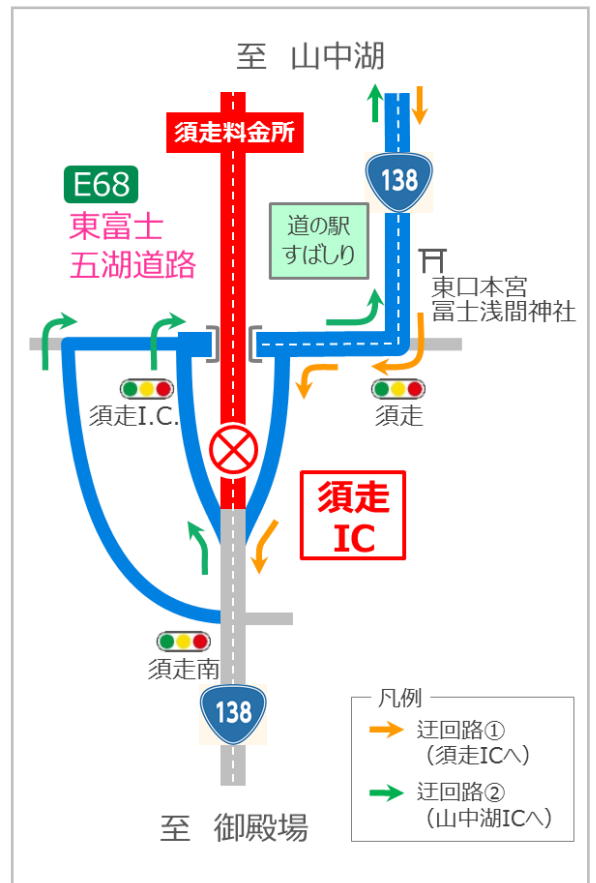 至 山中湖
須走料金所
E68
東富士
五湖道路
138
道の駅
すばしり
東口本宮
冨士浅間神社
須走I.C.
須走
須走
IC
須走南
138
至 御殿場
凡例
迂回路①
（須走ICへ）
迂回路②
（山中湖ICへ）